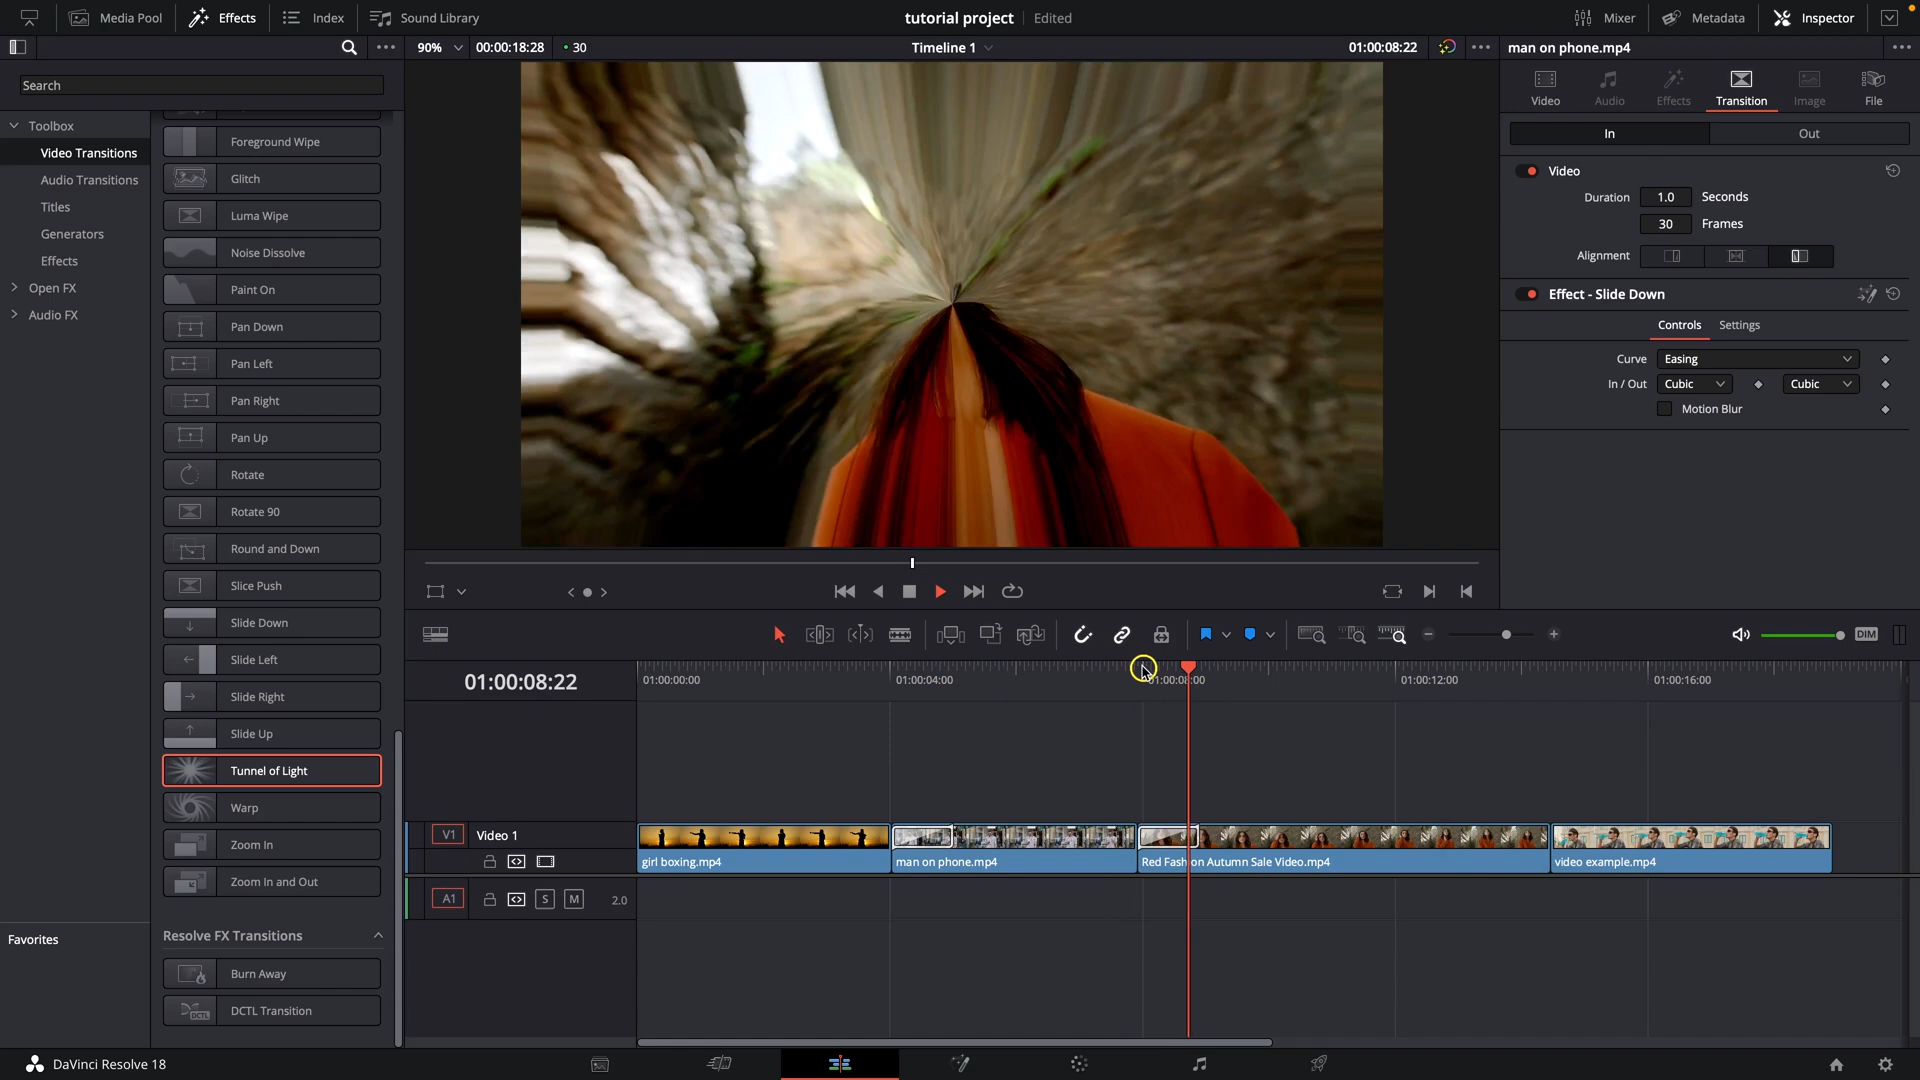 Media Pool
Effects
Index
Sound Library
tutorial project
Edited
Mixer
Metadata
Inspector
90%
00:00:18:28
30
Timeline 1
01:00:08:22
man on phone.mp4
Search
Toolbox
Video Transitions
Audio Transitions
Titles
Generators
Effects
Open FX
Audio FX
Favorites
Foreground Wipe
Glitch
Luma Wipe
Noise Dissolve
Paint On
Pan Down
Pan Left
Pan Right
Pan Up
Rotate
Rotate 90
Round and Down
Slice Push
Slide Down
Slide Left
Slide Right
Slide Up
Tunnel of Light
Warp
Zoom In
Zoom In and Out
Resolve FX Transitions
Burn Away
DCTL
DCTL Transition
Video
Audio
Effects
Transition
Image
File
In
Out
Video
Duration 1.0 Seconds
30 Frames
Alignment
Effect - Slide Down
Controls
Settings
Curve Easing
In / Out Cubic Cubic
Motion Blur
DIM
01:00:08:22
01:00:00:00
01:00:04:00
01:00:08:00
01:00:12:00
01:00:16:00
V1
Video 1
girl boxing.mp4
man on phone.mp4
Red Fashion Autumn Sale Video.mp4
video example.mp4
A1
S
M
2.0
DaVinci Resolve 18